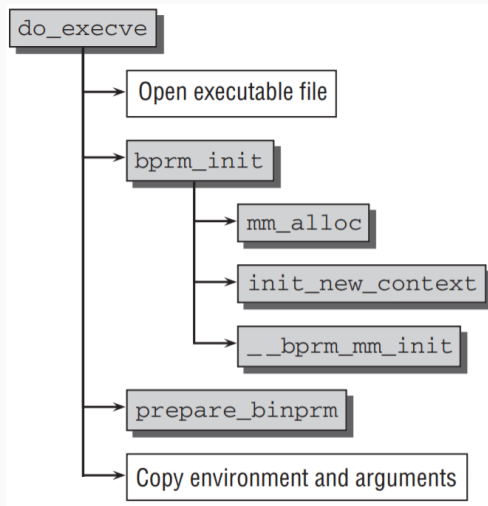 do_execve
Open executable file
bprm_init
mm_alloc
init_new_context
__bprm_mm_init
prepare_binprm
Copy environment and arguments